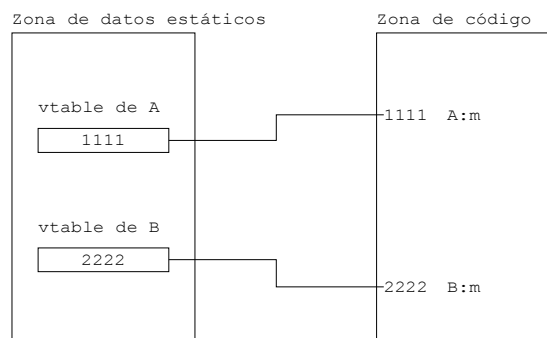 Zona de datos estáticos
Zona de código
vtable de A
1111
1111 A:m
vtable de B
2222
2222 B:m